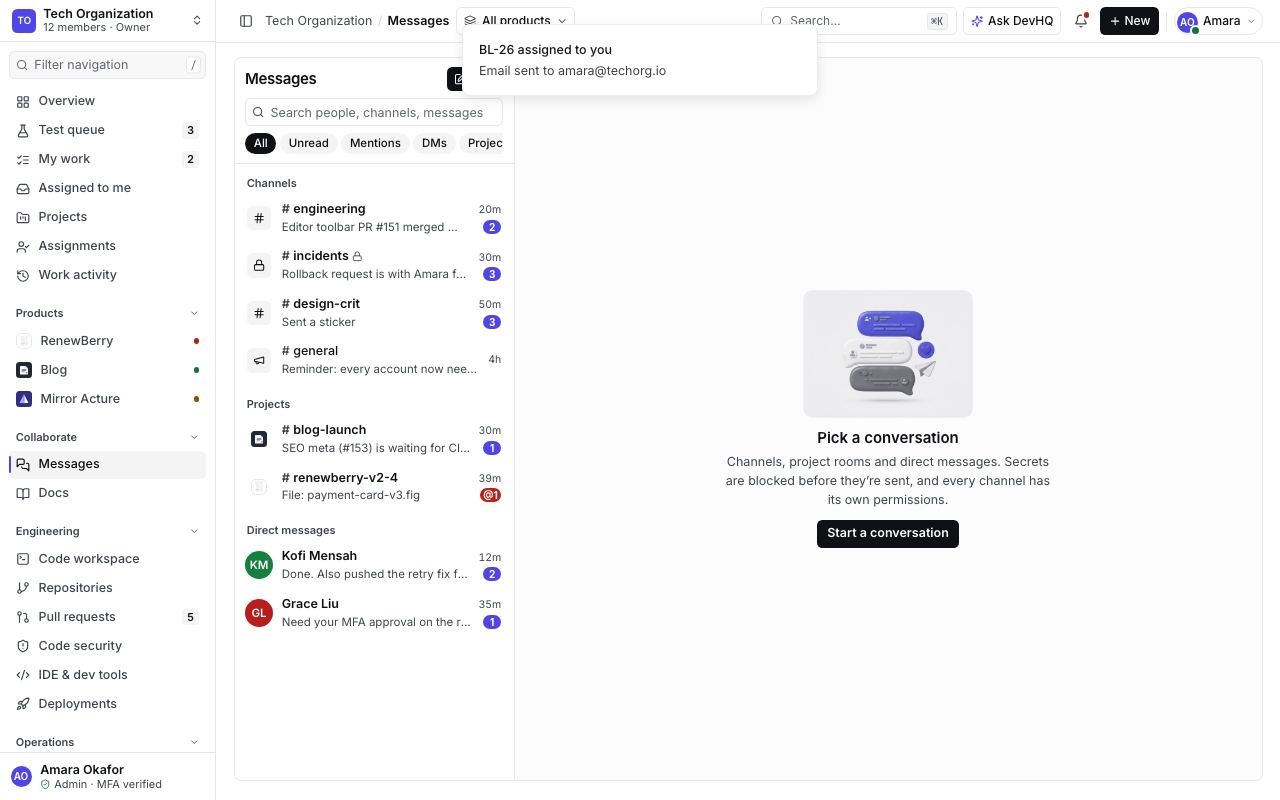 TO
Tech Organization
12 members · Owner
Filter navigation
/
Overview
Test queue
3
My work
2
Assigned to me
Projects
Assignments
Work activity
Products
RenewBerry
Blog
Mirror Acture
Collaborate
Messages
Docs
Engineering
Code workspace
Repositories
Pull requests
5
Code security
IDE & dev tools
Deployments
Operations
AO
Amara Okafor
Admin · MFA verified
Tech Organization / Messages
All products
Search...
⌘K
Ask DevHQ
+ New
AO
Amara
BL-26 assigned to you
Email sent to amara@techorg.io
Messages
Search people, channels, messages
All
Unread
Mentions
DMs
Projec
Channels
# engineering
20m
Editor toolbar PR #151 merged ...
2
# incidents
30m
Rollback request is with Amara f...
3
# design-crit
50m
Sent a sticker
3
# general
4h
Reminder: every account now nee...
Projects
# blog-launch
30m
SEO meta (#153) is waiting for CI...
1
# renewberry-v2-4
39m
File: payment-card-v3.fig
@1
Direct messages
KM
Kofi Mensah
12m
Done. Also pushed the retry fix f...
2
GL
Grace Liu
35m
Need your MFA approval on the r...
1
Pick a conversation
Channels, project rooms and direct messages. Secrets
are blocked before they're sent, and every channel has
its own permissions.
Start a conversation